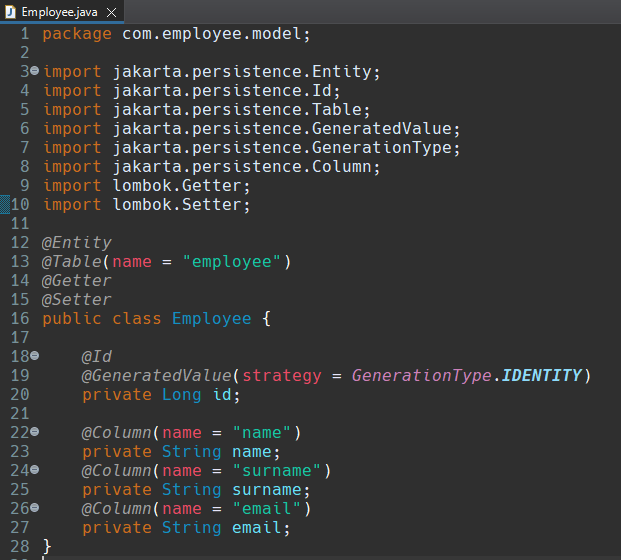 Employee.java
1 package com.employee.model;
2
3 import jakarta.persistence.Entity;
4 import jakarta.persistence.Id;
5 import jakarta.persistence.Table;
6 import jakarta.persistence.GeneratedValue;
7 import jakarta.persistence.GenerationType;
8 import jakarta.persistence.Column;
9 import lombok.Getter;
10 import lombok.Setter;
11
12 @Entity
13 @Table(name = "employee")
14 @Getter
15 @Setter
16 public class Employee {
17
18     @Id
19     @GeneratedValue(strategy = GenerationType.IDENTITY)
20     private Long id;
21
22     @Column(name = "name")
23     private String name;
24     @Column(name = "surname")
25     private String surname;
26     @Column(name = "email")
27     private String email;
28 }